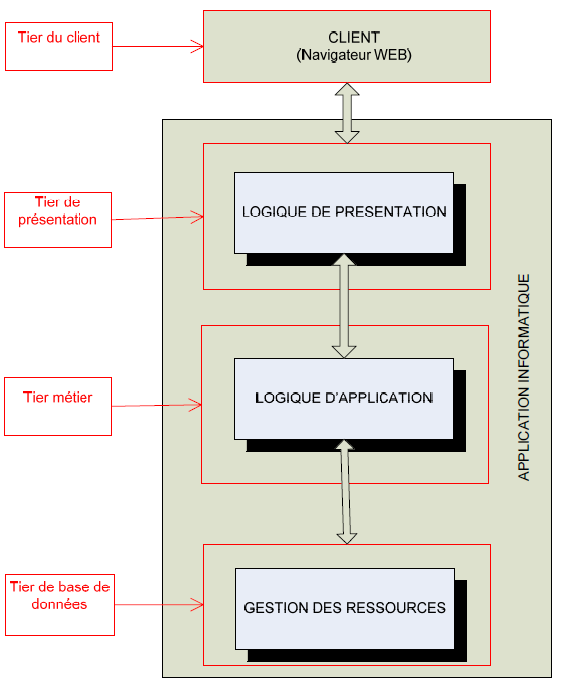 Tier du client
CLIENT
(Navigateur WEB)
Tier de
présentation
LOGIQUE DE PRESENTATION
APPLICATION INFORMATIQUE
Tier métier
LOGIQUE D'APPLICATION
Tier de base de
données
GESTION DES RESSOURCES